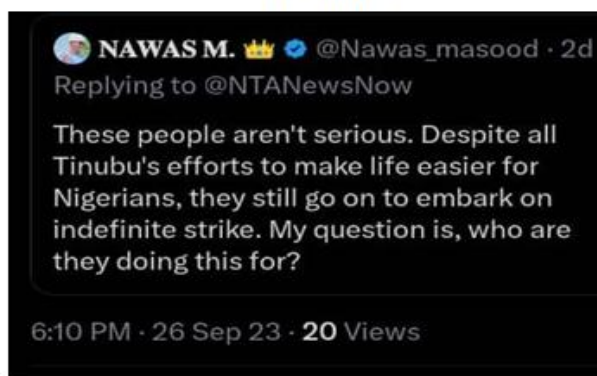 NAWAS M. 👑 @Nawas_masood · 2d
Replying to @NTANewsNow
These people aren't serious. Despite all
Tinubu's efforts to make life easier for
Nigerians, they still go on to embark on
indefinite strike. My question is, who are
they doing this for?
6:10 PM · 26 Sep 23 · 20 Views